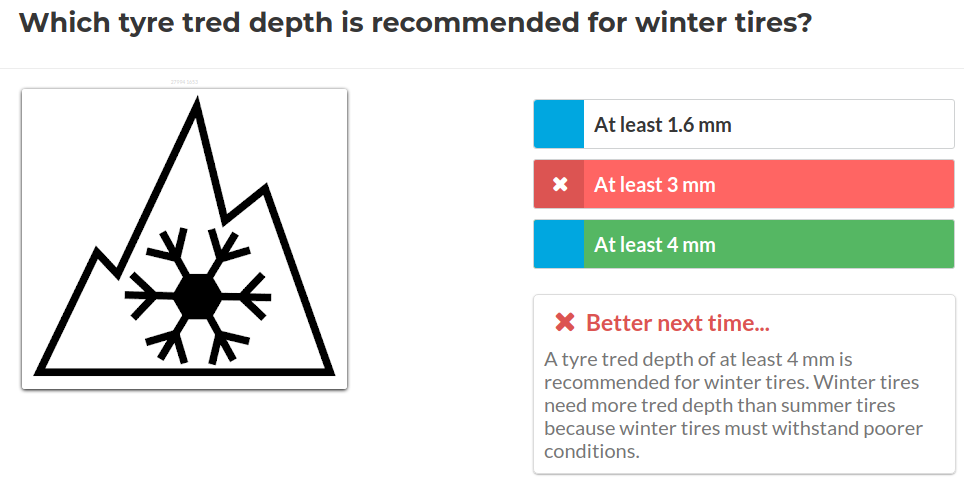 Which tyre tred depth is recommended for winter tires?
At least 1.6 mm
At least 3 mm
At least 4 mm
Better next time...
A tyre tred depth of at least 4 mm is
recommended for winter tires. Winter tires
need more tred depth than summer tires
because winter tires must withstand poorer
conditions.